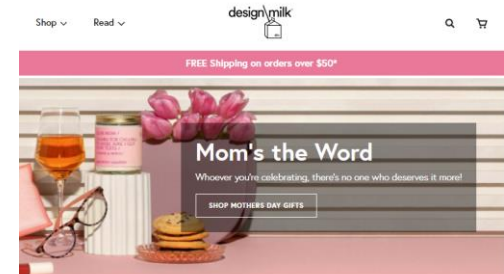 Shop
Read
design milk
FREE Shipping on orders over $50*
Mom's the Word
Whoever you're celebrating, there's no one who deserves it more!
SHOP MOTHERS DAY GIFTS